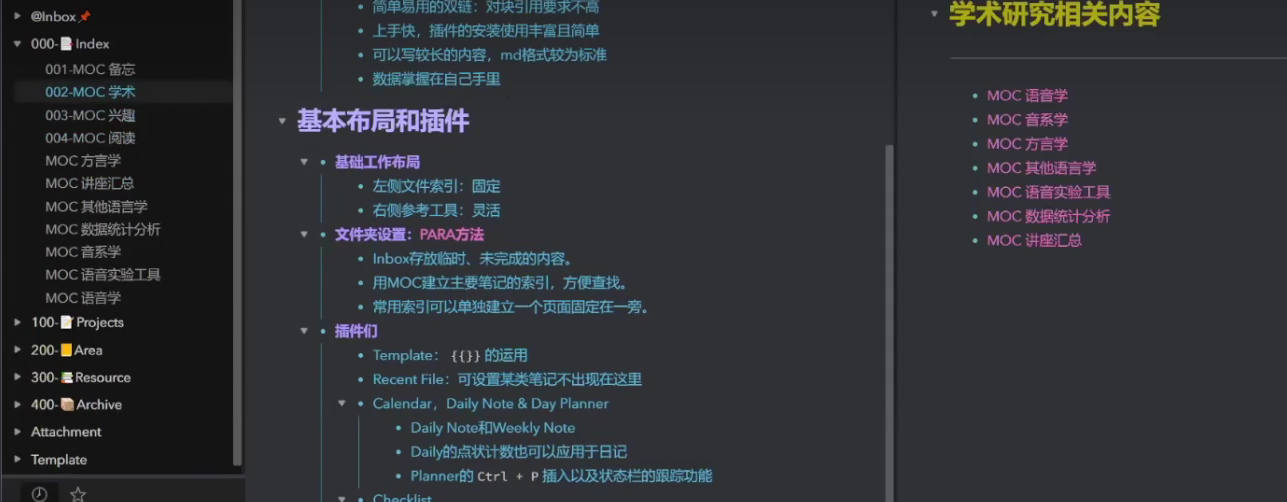 @Inbox📌
000-📑Index
001-MOC 备忘
002-MOC 学术
003-MOC 兴趣
004-MOC 阅读
MOC 方言学
MOC 讲座汇总
MOC 其他语言学
MOC 数据统计分析
MOC 音系学
MOC 语音实验工具
MOC 语音学
100-📝Projects
200-📒Area
300-📚Resource
400-📦Archive
Attachment
Template
简单易用的双链：对块引用要求不高
上手快，插件的安装使用丰富且简单
可以写较长的内容，md格式较为标准
数据掌握在自己手里
基本布局和插件
基础工作布局
左侧文件索引：固定
右侧参考工具：灵活
文件夹设置：PARA方法
Inbox存放临时、未完成的内容。
用MOC建立主要笔记的索引，方便查找。
常用索引可以单独建立一个页面固定在一旁。
插件们
Template： {{}} 的运用
Recent File：可设置某类笔记不出现在这里
Calendar，Daily Note & Day Planner
Daily Note和Weekly Note
Daily的点状计数也可以应用于日记
Planner的 Ctrl + P 插入以及状态栏的跟踪功能
Checklist
学术研究相关内容
MOC 语音学
MOC 音系学
MOC 方言学
MOC 其他语言学
MOC 语音实验工具
MOC 数据统计分析
MOC 讲座汇总